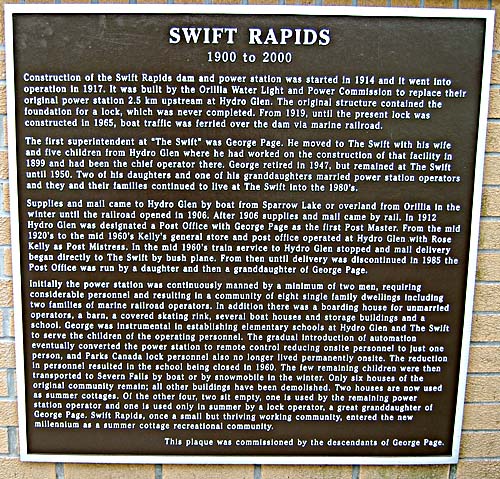 SWIFT RAPIDS
1900 to 2000
Construction of the Swift Rapids dam and power station was started in 1914 and it went into
operation in 1917. It was built by the Orillia Water Light and Power Commission to replace their
original power station 2.5 km upstream at Hydro Glen. The original structure contained the
foundation for a lock, which was never completed. From 1919, until the present lock was
constructed in 1965, boat traffic was ferried over the dam via marine railroad.
The first superintendent at "The Swift" was George Page. He moved to The Swift with his wife
and five children from Hydro Glen where he had worked on the construction of that facility in
1899 and had been the chief operator there. George retired in 1947, but remained at The Swift
until 1950. Two of his daughters and one of his granddaughters married power station operators
and they and their families continued to live at The Swift into the 1980's.
Supplies and mail came to Hydro Glen by boat from Sparrow Lake or overland from Orillia in the
winter until the railroad opened in 1906. After 1906 supplies and mail came by rail. In 1912
Hydro Glen was designated a Post Office with George Page as the first Post Master. From the mid
1920's to the mid 1960's Kelly's general store and post office operated at Hydro Glen with Rose
Kelly as Post Mistress. In the mid 1960's train service to Hydro Glen stopped and mail delivery
began directly to The Swift by bush plane. From then until delivery was discontinued in 1985 the
Post Office was run by a daughter and then a granddaughter of George Page.
Initially the power station was continuously manned by a minimum of two men, requiring
considerable personnel and resulting in a community of eight single family dwellings including
two families of marine railroad operators. In addition there was a boarding house for unmarried
operators, a barn, a covered skating rink, several boat houses and storage buildings and a
school. George was instrumental in establishing elementary schools at Hydro Glen and The Swift
to serve the children of the operating personnel. The gradual introduction of automation
eventually converted the power station to remote control reducing onsite personnel to just one
person, and Parks Canada lock personnel also no longer lived permanently onsite. The reduction
in personnel resulted in the school being closed in 1960. The few remaining children were then
transported to Severn Falls by boat or by snowmobile in the winter. Only six houses of the
original community remain; all other buildings have been demolished. Two houses are now used
as summer cottages. Of the other four, two sit empty, one is used by the remaining power
station operator and one is used only in summer by a lock operator, a great granddaughter of
George Page. Swift Rapids, once a small but thriving working community, entered the new
millennium as a summer cottage recreational community.
This plaque was commissioned by the descendants of George Page.